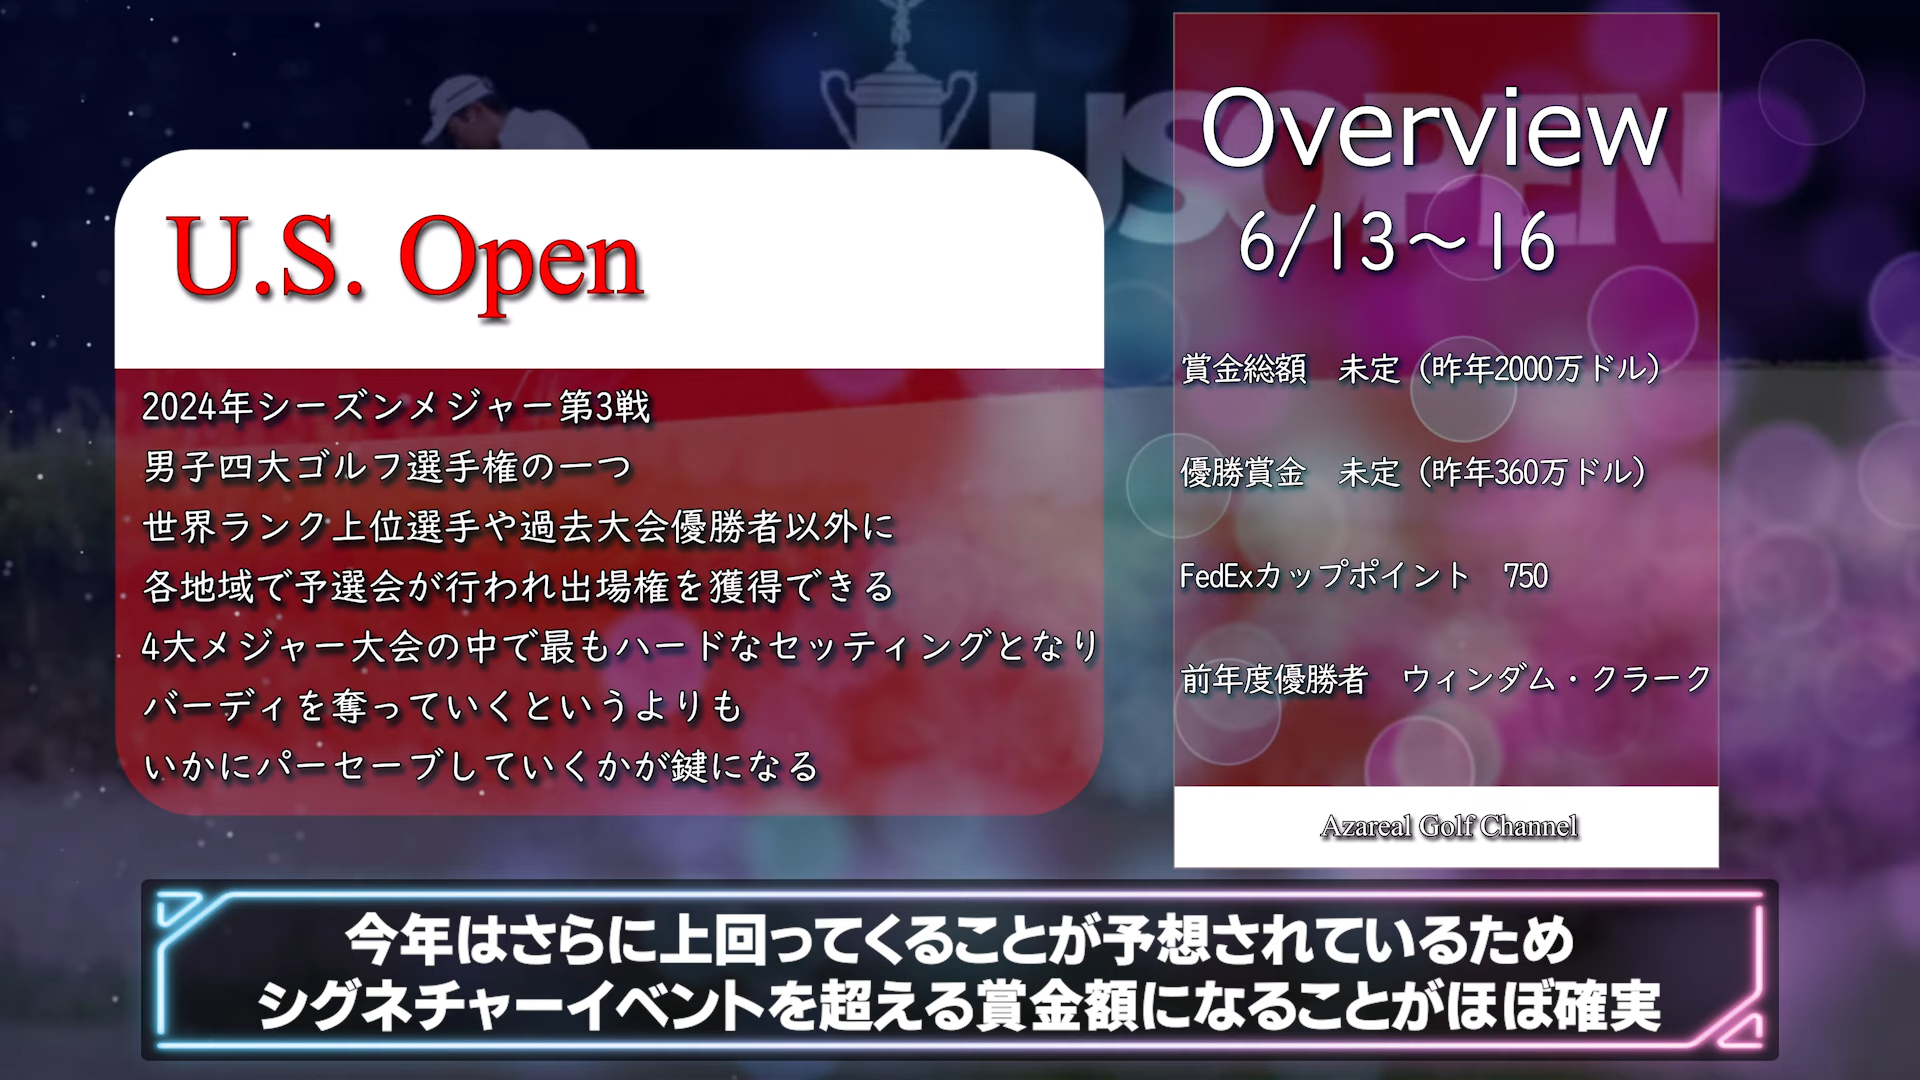 US OPEN
U.S. Open
2024年シーズンメジャー第3戦
男子四大ゴルフ選手権の一つ
世界ランク上位選手や過去大会優勝者以外に
各地域で予選会が行われ出場権を獲得できる
4大メジャー大会の中で最もハードなセッティングとなり
バーディを奪っていくというよりも
いかにパーセーブしていくかが鍵になる
Overview
6/13～16
賞金総額　未定（昨年2000万ドル）
優勝賞金　未定（昨年360万ドル）
FedExカップポイント　750
前年度優勝者　ウィンダム・クラーク
Azareal Golf Channel
今年はさらに上回ってくることが予想されているため
シグネチャーイベントを超える賞金額になることがほぼ確実